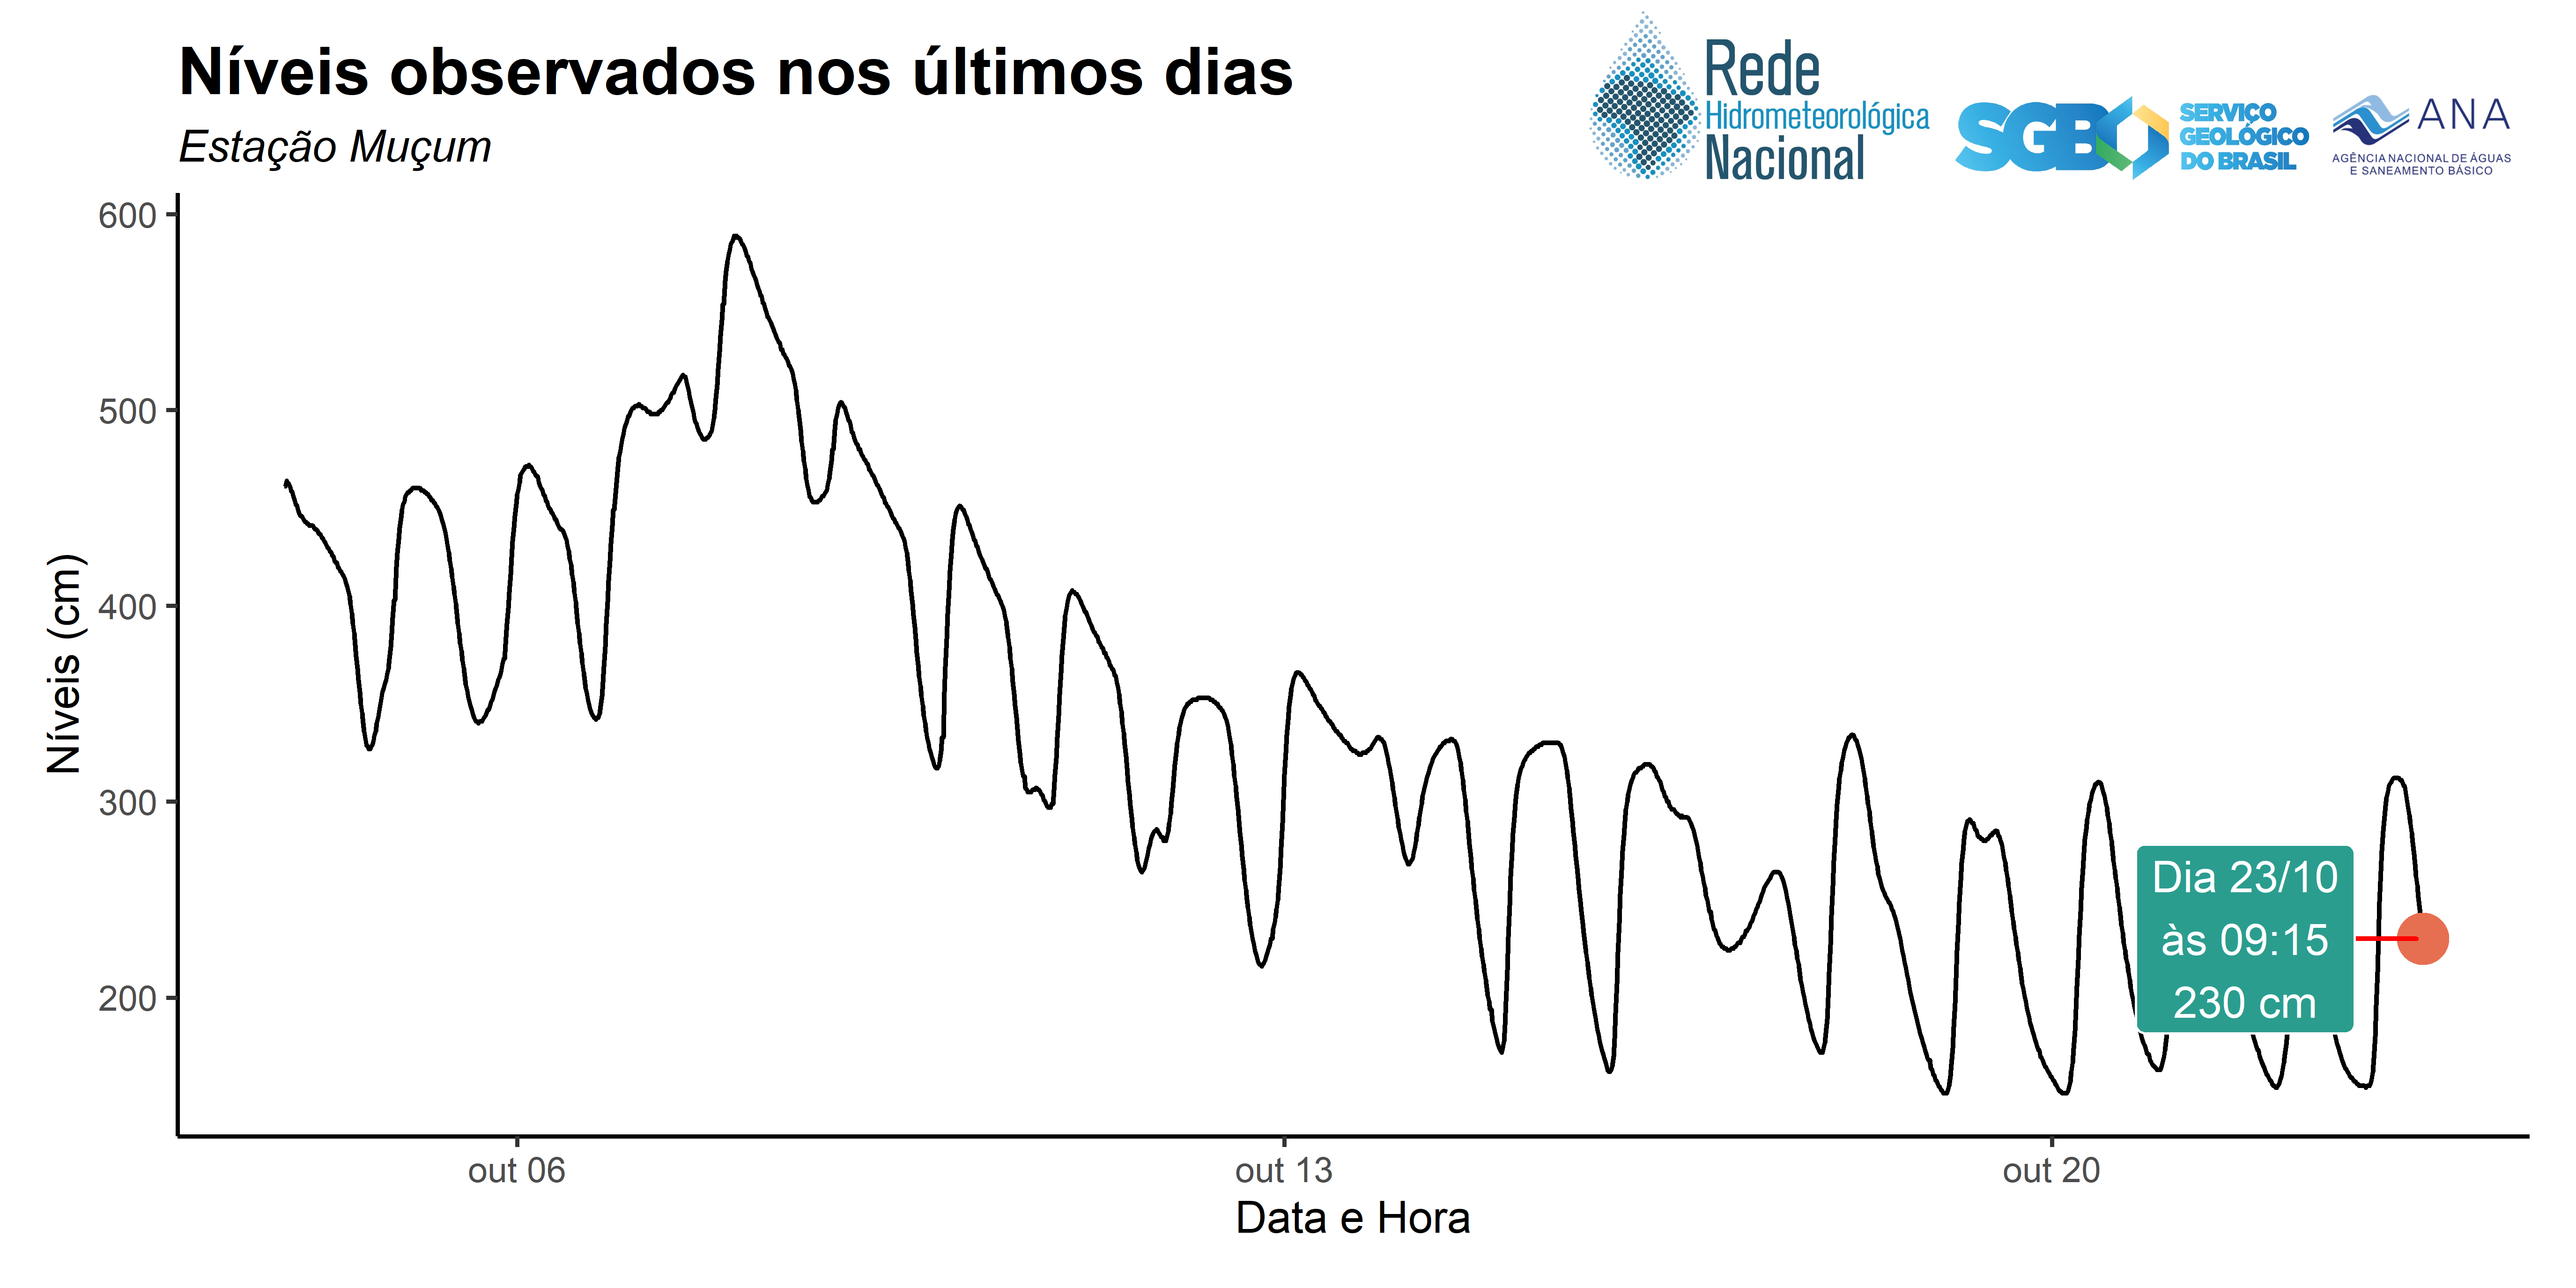 Níveis observados nos últimos dias
Estação Muçum
Rede
Hidrometeorológica
Nacional
SGB
SERVIÇO
GEOLÓGICO
DO BRASIL
ANA
AGÊNCIA NACIONAL DE ÁGUAS
E SANEAMENTO BÁSICO
Níveis (cm)
600
500
400
300
200
Dia 23/10
às 09:15
230 cm
out 06
out 13
out 20
Data e Hora